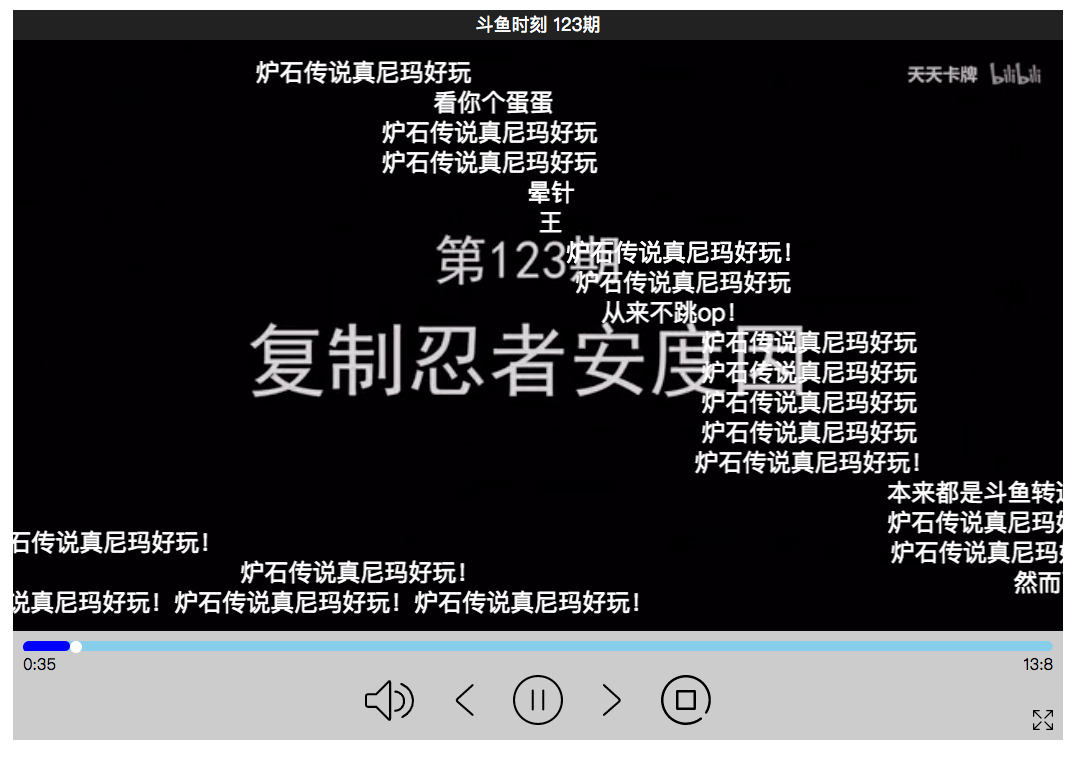 斗鱼时刻 123期
炉石传说真尼玛好玩
天天卡牌 bilibili
看你个蛋蛋
炉石传说真尼玛好玩
炉石传说真尼玛好玩
晕针
王
第123期
炉石传说真尼玛好玩!
炉石传说真尼玛好玩
从来不跳op!
复制忍者安度因
炉石传说真尼玛好玩
炉石传说真尼玛好玩
炉石传说真尼玛好玩
炉石传说真尼玛好玩
炉石传说真尼玛好玩!
本来都是斗鱼转
炉石传说真尼玛
石传说真尼玛好玩!
炉石传说真尼玛
炉石传说真尼玛好玩!
然而
说真尼玛好玩! 炉石传说真尼玛好玩! 炉石传说真尼玛好玩!
0:35
13:8